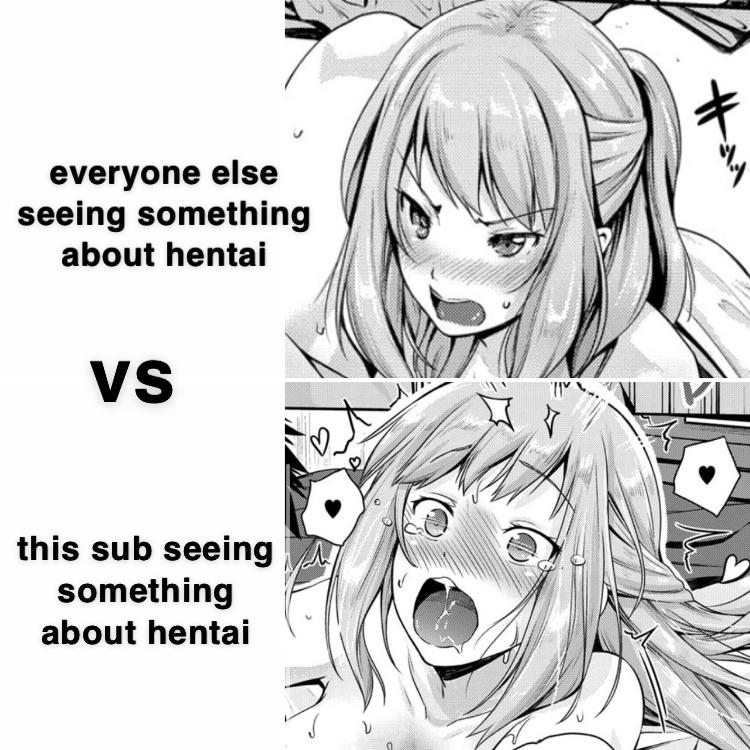 everyone else
seeing something
about hentai
vs
this sub seeing
something
about hentai
キッ